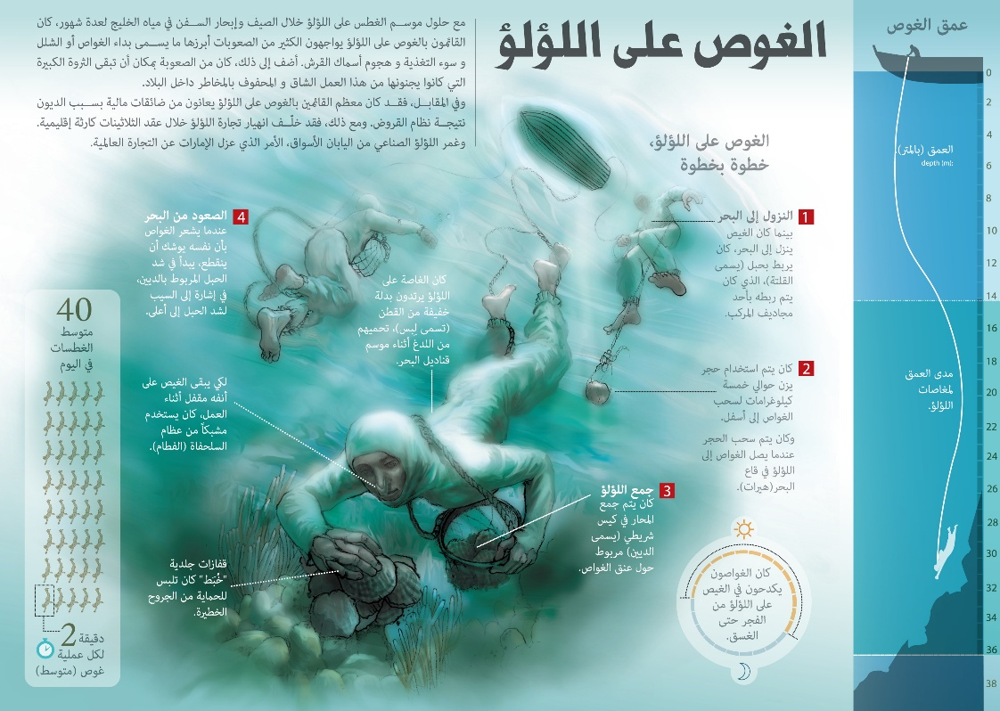 الغوص على اللؤلؤ
مع حلول موسم الغطس على اللؤلؤ خلال الصيف وإبحار السفن في مياه الخليج لعدة شهور، كان
القائمون بالغوص على اللؤلؤ يواجهون الكثير من الصعوبات أبرزها ما يسمى بداء الغواص أو الشلل
و سوء التغذية و هجوم أسماك القرش. أضف إلى ذلك، كان من الصعوبة بمكان أن تبقى الثروة الكبيرة
التي كانوا يجنونها من هذا العمل الشاق و المحفوف بالمخاطر داخل البلاد.
وفي المقابل، فقد كان معظم القائمين بالغوص على اللؤلؤ يعانون من ضائقات مالية بسبب الديون
نتيجة نظام القروض. ومع ذلك، فقد خلّف انهيار تجارة اللؤلؤ خلال عقد الثلاثينات كارثة إقليمية.
وغمر اللؤلؤ الصناعي من اليابان الأسواق، الأمر الذي عزل الإمارات عن التجارة العالمية.
الغوص على اللؤلؤ،
خطوة بخطوة
1 النزول إلى البحر
بينما كان الغيص
ينزل إلى البحر، كان
يربط بحبل (يسمى
القلتة)، الذي كان
يتم ربطه بأحد
مجاديف المركب.
2 كان يتم استخدام حجر
يزن حوالي خمسة
كيلوغرامات لسحب
الغواص إلى أسفل.
وكان يتم سحب الحجر
عندما يصل الغواص إلى
اللؤلؤ في قاع
البحر(هيرات).
3 جمع اللؤلؤ
كان يتم جمع
المحار في كيس
شريطي (يسمى
الديين) مربوط
حول عنق الغواص.
4 الصعود من البحر
عندما يشعر الغواص
بأن نفسه يوشك أن
ينقطع، يبدأ في شد
الحبل المربوط بالديين،
في إشارة إلى السيب
لشد الحبل إلى أعلى.
كان الغاصة على
اللؤلؤ يرتدون بدلة
خفيفة من القطن
(تسمى لبس)، تحميهم
من اللدغ أثناء موسم
قناديل البحر.
لكي يبقى الغيص على
أنفه مقفل أثناء
العمل، كان يستخدم
مشبكاً من عظام
السلحفاة (الفطام).
قفازات جلدية
"خُبَط" كان تلبس
للحماية من الجروح
الخطيرة.
كان الغواصون
يكدحون في الغيص
على اللؤلؤ من
الفجر حتى
الغسق.
40
متوسط
الغطسات
في اليوم
2 دقيقة
لكل عملية
غوص (متوسط)
عمق الغوص
العمق (بالمتر).
depth (m):
مدى العمق
لمغاصات
اللؤلؤ.
0
2
4
6
8
10
12
14
16
18
20
22
24
26
28
30
32
34
36
38